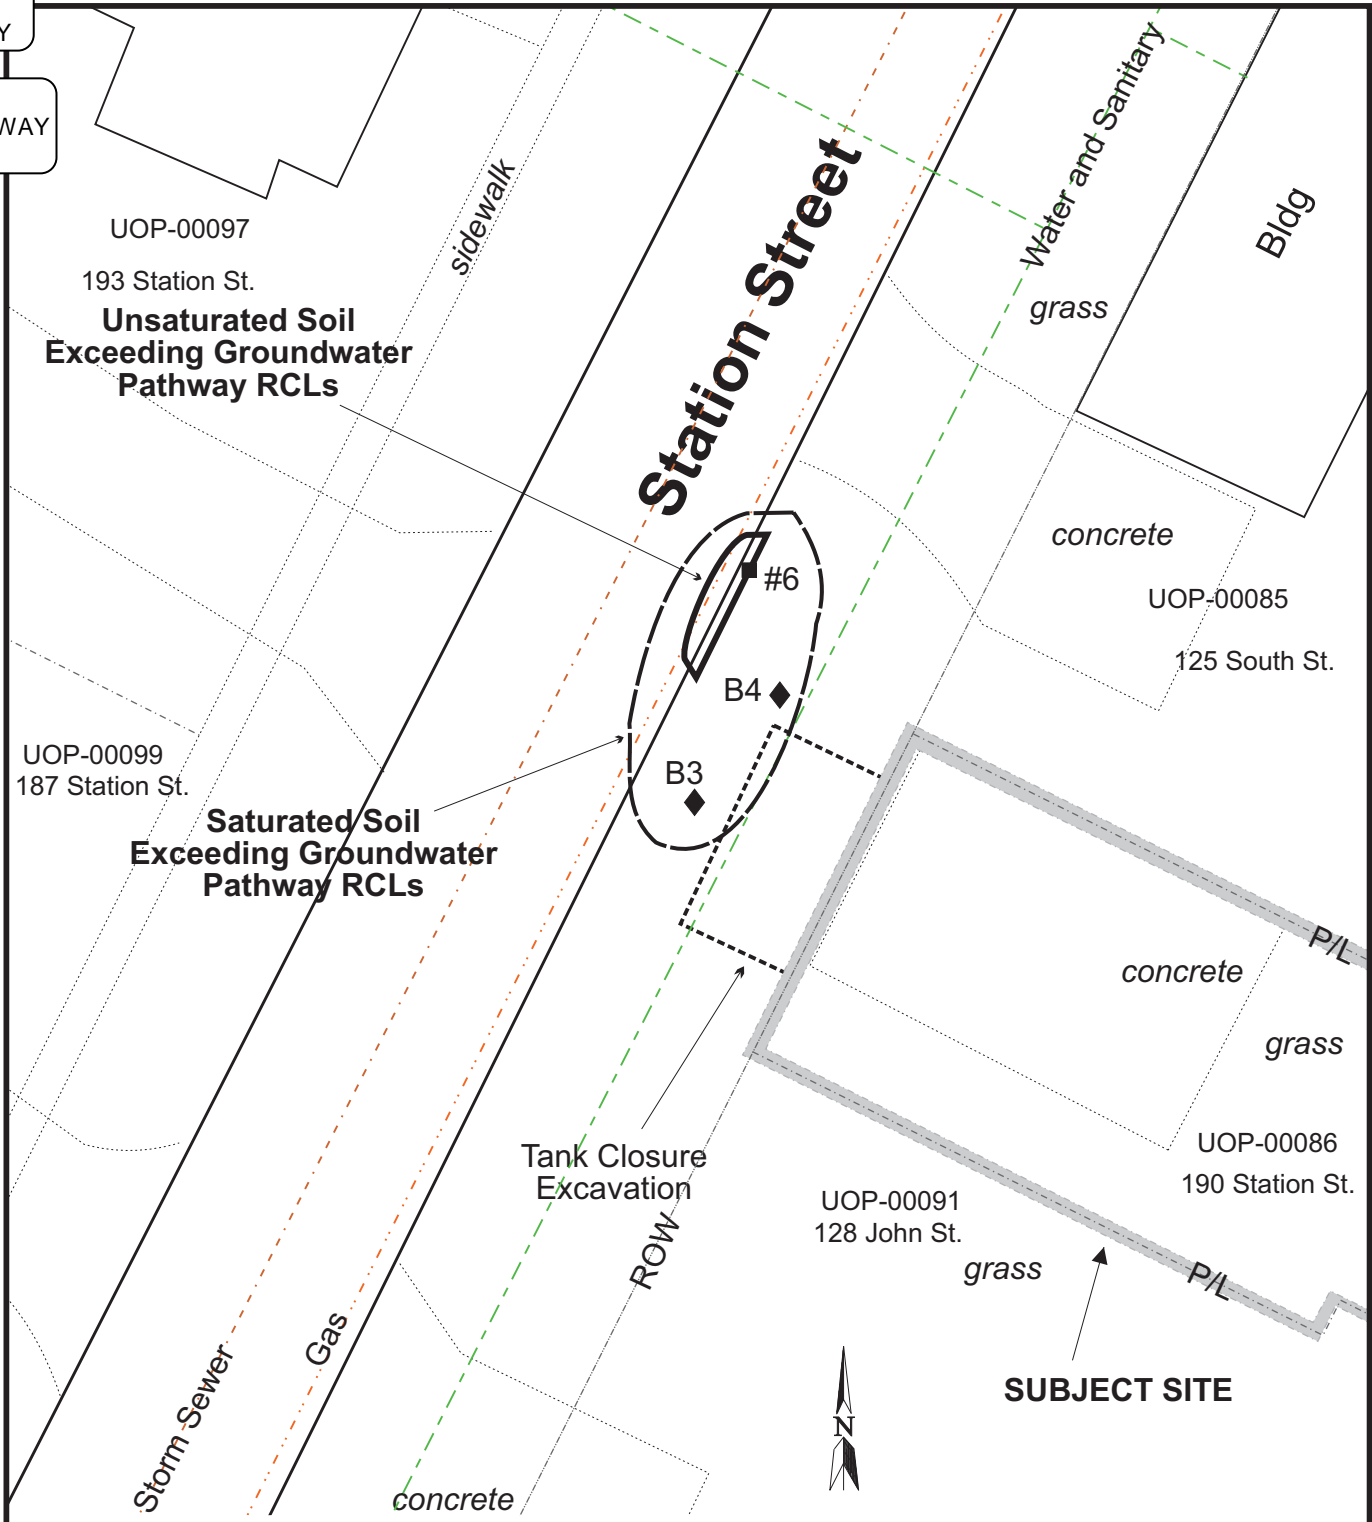 Y
WAY
sidewalk
Station Street
Water and Sanitary
Bldg
UOP-00097
193 Station St.
Unsaturated Soil
Exceeding Groundwater
Pathway RCLs
grass
concrete
#6
UOP-00085
125 South St.
B4
UOP-00099
187 Station St.
B3
Saturated Soil
Exceeding Groundwater
Pathway RCLs
P/L
concrete
grass
Tank Closure
Excavation
UOP-00086
190 Station St.
UOP-00091
128 John St.
ROW
grass
P/L
Gas
Storm Sewer
SUBJECT SITE
N
concrete